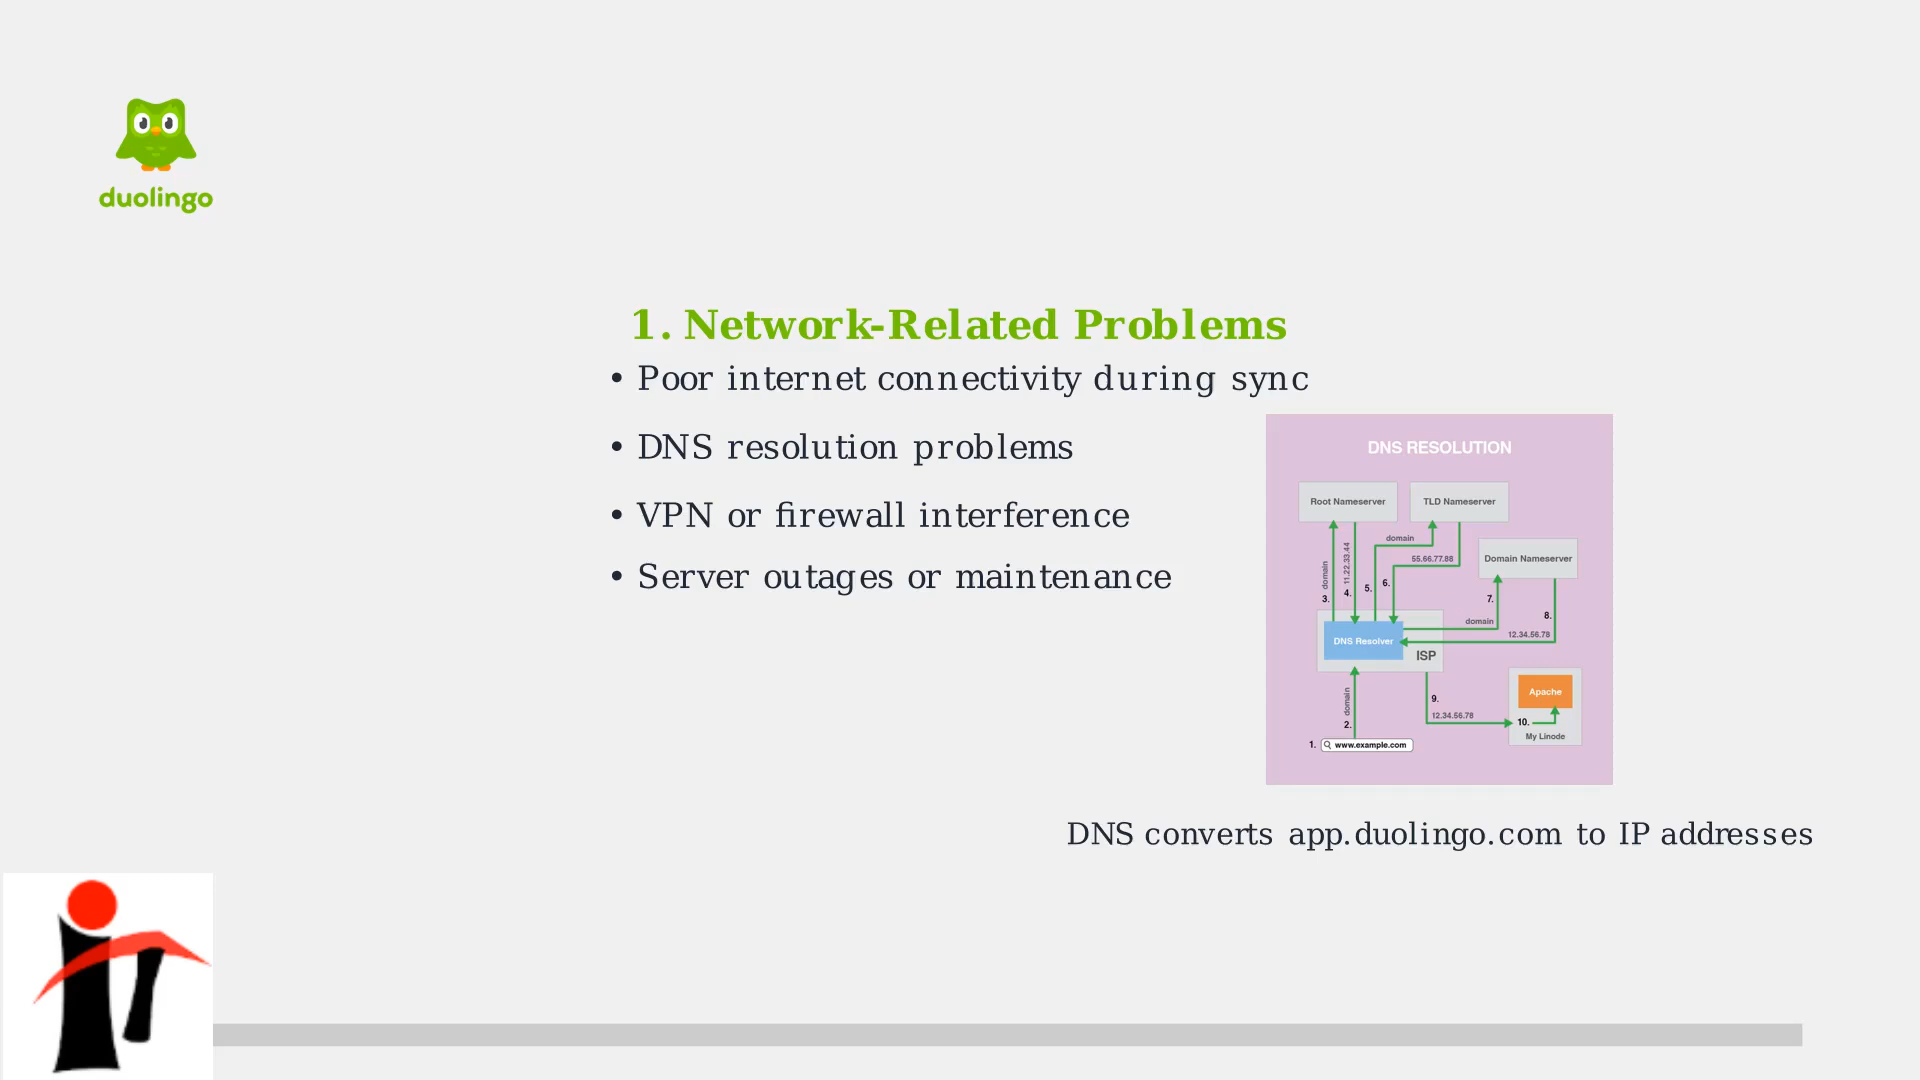 duolingo
1. Network-Related Problems
• Poor internet connectivity during sync
• DNS resolution problems
• VPN or firewall interference
• Server outages or maintenance
DNS RESOLUTION
Root Nameserver
TLD Nameserver
domain
55.66.77.88
Domain Nameserver
domain
11.22.33.44
3.
4.
5.
6.
7.
8.
domain
12.34.56.78
DNS Resolver
ISP
domain
2.
9.
12.34.56.78
Apache
10.
My Linode
1.
www.example.com
DNS converts app.duolingo.com to IP addresses